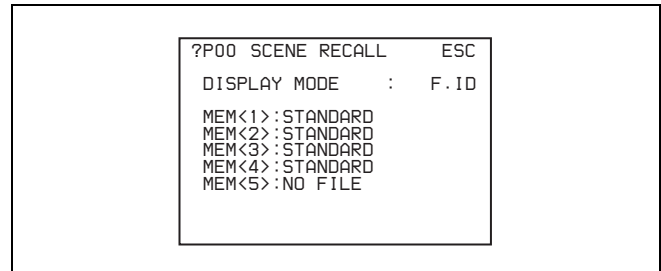 ?P00 SCENE RECALL ESC
DISPLAY MODE : F.ID
MEM<1>:STANDARD
MEM<2>:STANDARD
MEM<3>:STANDARD
MEM<4>:STANDARD
MEM<5>:NO FILE